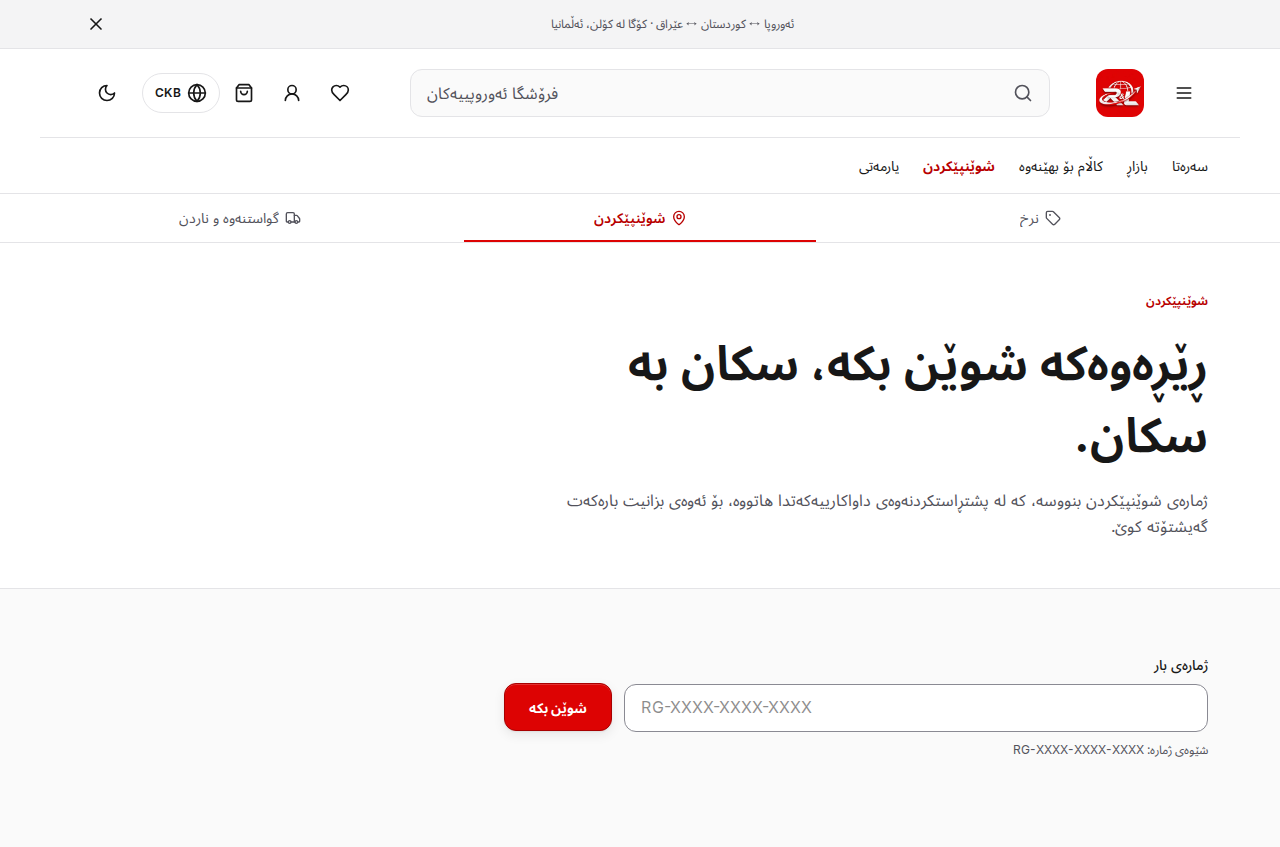 ئەوروپا ↔ کوردستان ↔ عێراق · کۆگا لە کۆلن، ئەڵمانیا
R&L
فرۆشگا ئەوروپییەکان
CKB
سەرەتا
بازاڕ
کاڵام بۆ بهێنەوە
شوێنپێکردن
یارمەتی
نرخ
شوێنپێکردن
گواستنەوە و ناردن
شوێنپێکردن
ڕێڕەوەکە شوێن بکە، سکان بە
سکان.
ژمارەی شوێنپێکردن بنووسە، کە لە پشتڕاستکردنەوەی داواکارییەکەتدا هاتووە، بۆ ئەوەی بزانیت بارەکەت
گەیشتۆتە کوێ.
ژمارەی بار
RG-XXXX-XXXX-XXXX
شوێن بکە
شێوەی ژمارە: RG-XXXX-XXXX-XXXX